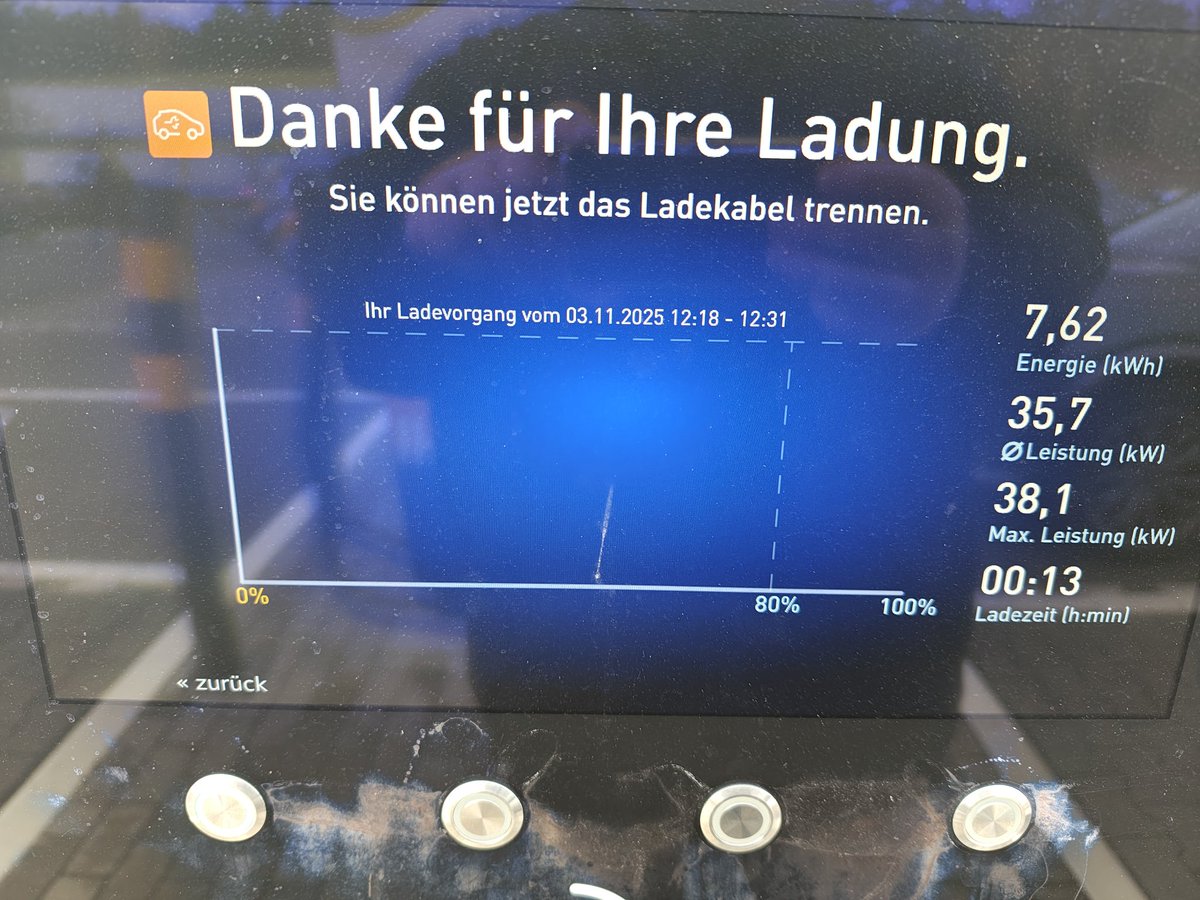 Danke für Ihre Ladung.
Sie können jetzt das Ladekabel trennen.
Ihr Ladevorgang vom 03.11.2025 12:18 - 12:31
7,62
Energie (kWh)
35,7
Ø Leistung (kW)
38,1
Max. Leistung (kW)
00:13
Ladezeit (h:min)
0%
80%
100%
« zurück